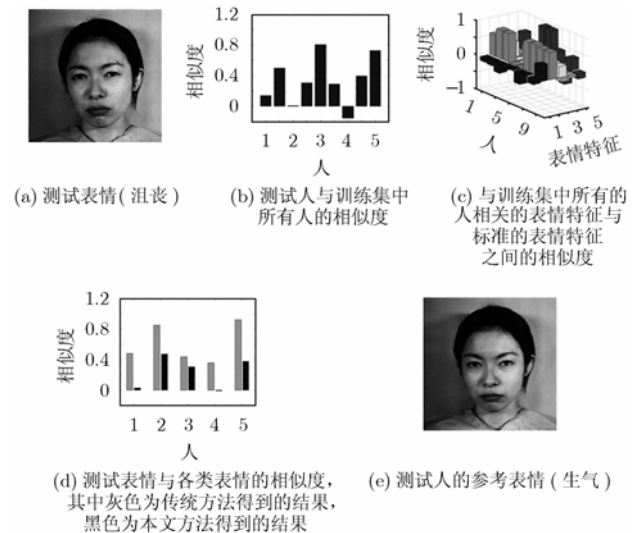 1
相似度
0
−1
1
5
9
人
1
3
5
表情特征
相似度
1.2
0.8
0.4
0
1 2 3 4 5
人
(a) 测试表情( 沮丧 )
(b) 测试人与训练集中
所有人的相似度
(c) 与训练集中所有的
人相关的表情特征与
标准的表情特征
之间的相似度
相似度
1.2
0.8
0.4
0
1 2 3 4 5
人
(d) 测试表情与各类表情的相似度，
其中灰色为传统方法得到的结果，
黑色为本文方法得到的结果
(e) 测试人的参考表情 ( 生气 )